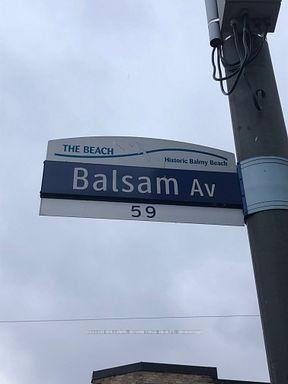 THE BEACH
Historic Balmy Beach
Balsam Av
59